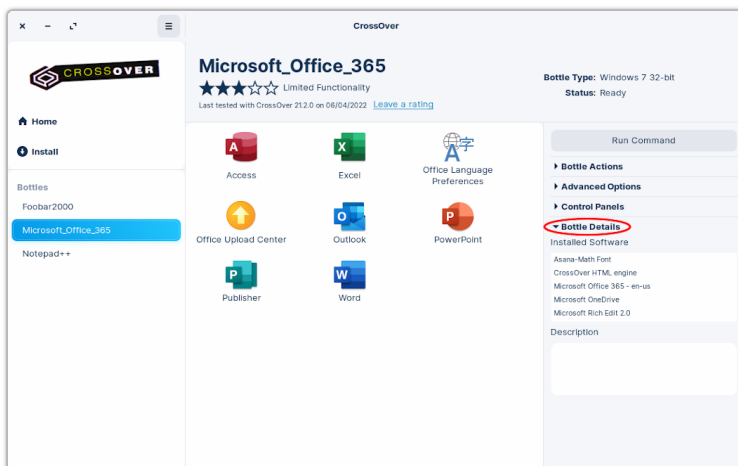 CrossOver
CROSSOVER
Home
Install
Bottles
Foobar2000
Microsoft_Office_365
Notepad++
Microsoft_Office_365
Limited Functionality
Last tested with CrossOver 21.2.0 on 06/04/2022 Leave a rating
Bottle Type: Windows 7 32-bit
Status: Ready
A
Access
X
Excel
A字
Office Language
Preferences
Office Upload Center
O
Outlook
P
PowerPoint
P
Publisher
W
Word
Run Command
Bottle Actions
Advanced Options
Control Panels
Bottle Details
Installed Software
Asana-Math Font
CrossOver HTML engine
Microsoft Office 365 - en-us
Microsoft OneDrive
Microsoft Rich Edit 2.0
Description